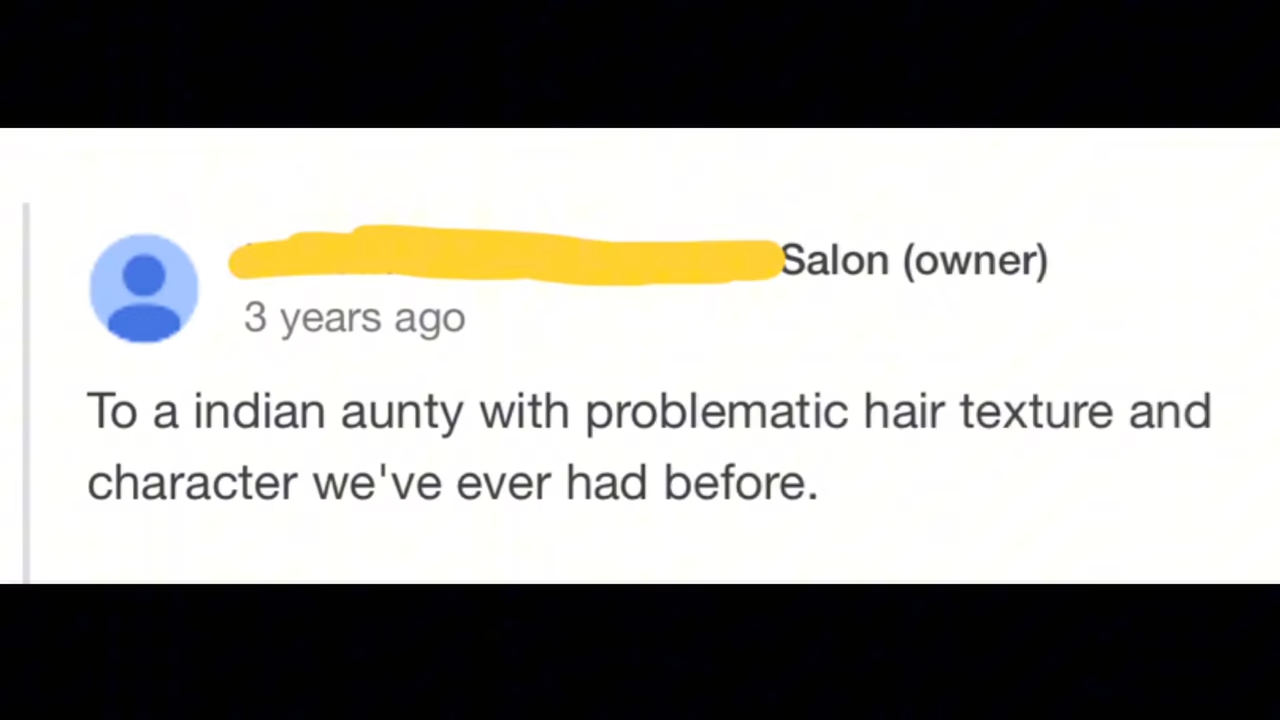 Salon (owner)
3 years ago
To a indian aunty with problematic hair texture and
character we've ever had before.